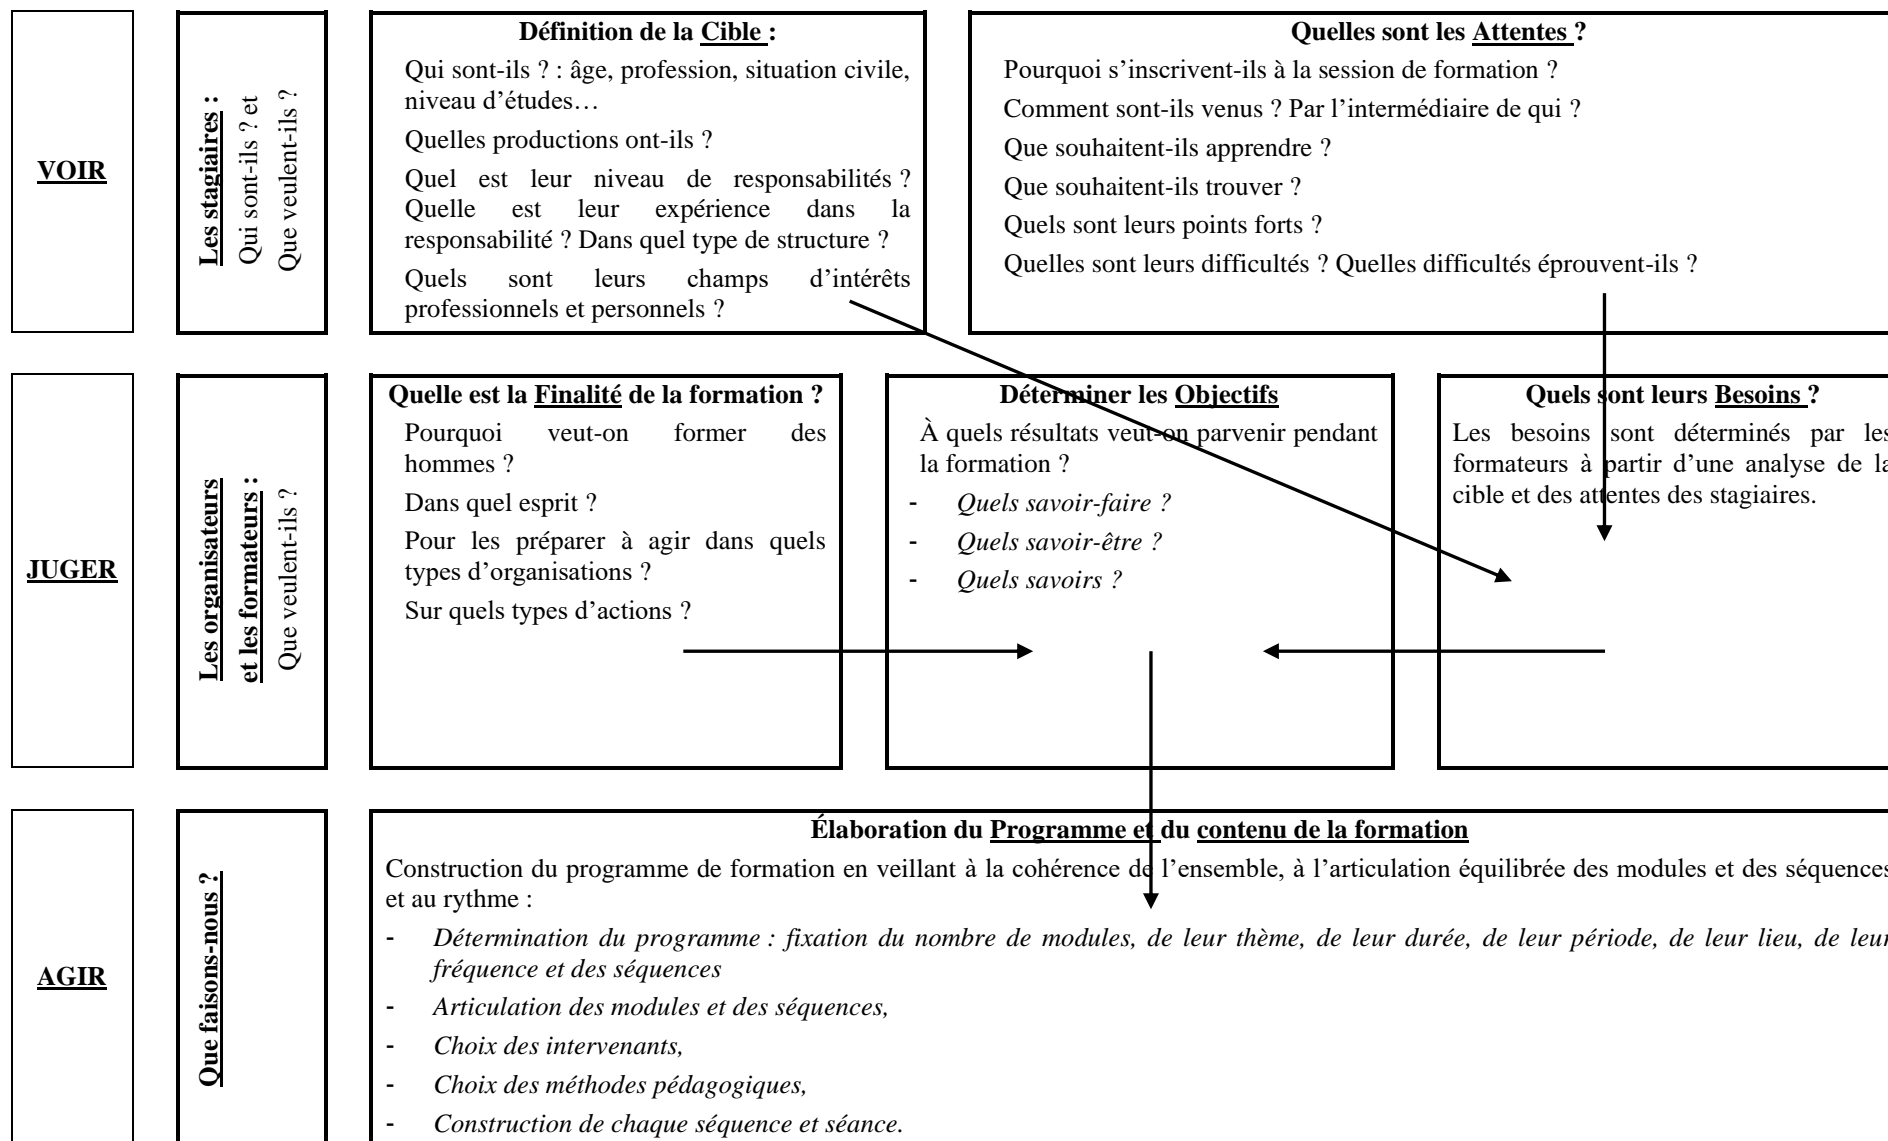 VOIR
Les stagiaires :
Qui sont-ils ? et
Que veulent-ils ?
Définition de la Cible :
Qui sont-ils ? : âge, profession, situation civile,
niveau d’études…
Quelles productions ont-ils ?
Quel est leur niveau de responsabilités ?
Quelle est leur expérience dans la
responsabilité ? Dans quel type de structure ?
Quels sont leurs champs d’intérêts
professionnels et personnels ?
Quelles sont les Attentes ?
Pourquoi s’inscrivent-ils à la session de formation ?
Comment sont-ils venus ? Par l’intermédiaire de qui ?
Que souhaitent-ils apprendre ?
Que souhaitent-ils trouver ?
Quels sont leurs points forts ?
Quelles sont leurs difficultés ? Quelles difficultés éprouvent-ils ?
JUGER
Les organisateurs
et les formateurs :
Que veulent-ils ?
Quelle est la Finalité de la formation ?
Pourquoi veut-on former des
hommes ?
Dans quel esprit ?
Pour les préparer à agir dans quels
types d’organisations ?
Sur quels types d’actions ?
Déterminer les Objectifs
À quels résultats veut-on parvenir pendant
la formation ?
- Quels savoir-faire ?
- Quels savoir-être ?
- Quels savoirs ?
Quels sont leurs Besoins ?
Les besoins sont déterminés par les
formateurs à partir d’une analyse de la
cible et des attentes des stagiaires.
AGIR
Que faisons-nous ?
Élaboration du Programme et du contenu de la formation
Construction du programme de formation en veillant à la cohérence de l’ensemble, à l’articulation équilibrée des modules et des séquences
et au rythme :
- Détermination du programme : fixation du nombre de modules, de leur thème, de leur durée, de leur période, de leur lieu, de leur
fréquence et des séquences
- Articulation des modules et des séquences,
- Choix des intervenants,
- Choix des méthodes pédagogiques,
- Construction de chaque séquence et séance.